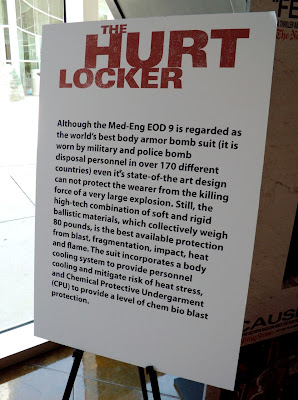 THE
HURT
LOCKER
Although the Med-Eng EOD 9 is regarded as
the world's best body armor bomb suit (it is
worn by military and police bomb
disposal personnel in over 170 different
countries) even it's state-of-the art design
can not protect the wearer from the killing
force of a very large explosion. Still, the
high-tech combination of soft and rigid
ballistic materials, which collectively weigh
80 pounds, is the best available protection
from blast, fragmentation, impact, heat
and flame. The suit incorporates a body
cooling system to provide personnel
cooling and mitigate risk of heat stress,
and Chemical Protective Undergarment
(CPU) to provide a level of chem bio blast
protection.
"FE